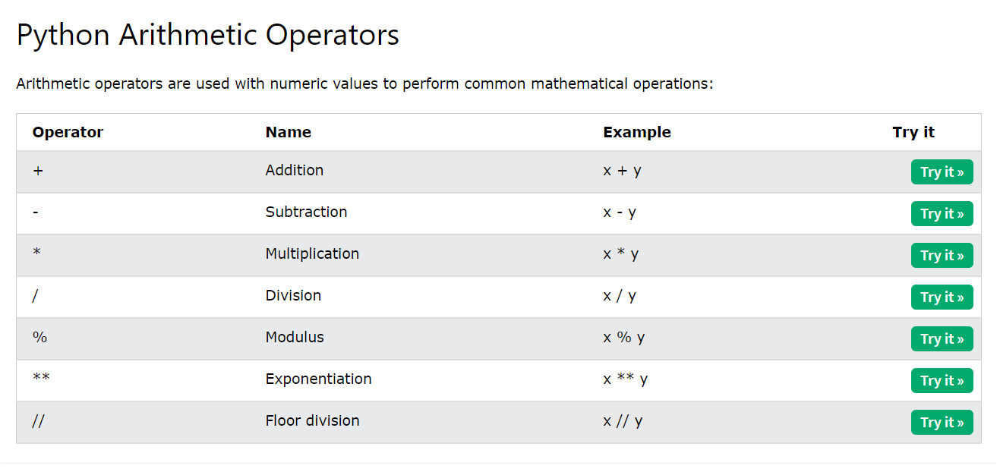 Python Arithmetic Operators
Arithmetic operators are used with numeric values to perform common mathematical operations:
Operator Name Example Try it
+ Addition x + y Try it »
- Subtraction x - y Try it »
* Multiplication x * y Try it »
/ Division x / y Try it »
% Modulus x % y Try it »
** Exponentiation x ** y Try it »
// Floor division x // y Try it »